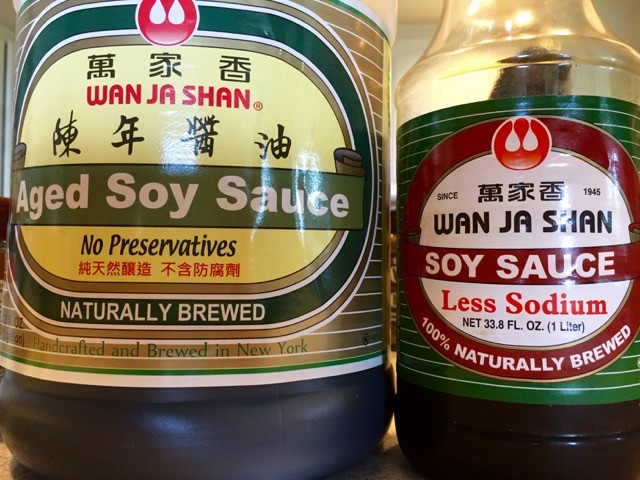 萬家香
WAN JA SHAN®
陳年醬油
Aged Soy Sauce
No Preservatives
純天然釀造 不含防腐劑
NATURALLY BREWED
Handcrafted and Brewed in New York
SINCE 萬家香 1945
WAN JA SHAN
SOY SAUCE
Less Sodium
NET 33.8 FL. OZ. (1 Liter)
100% NATURALLY BREWED